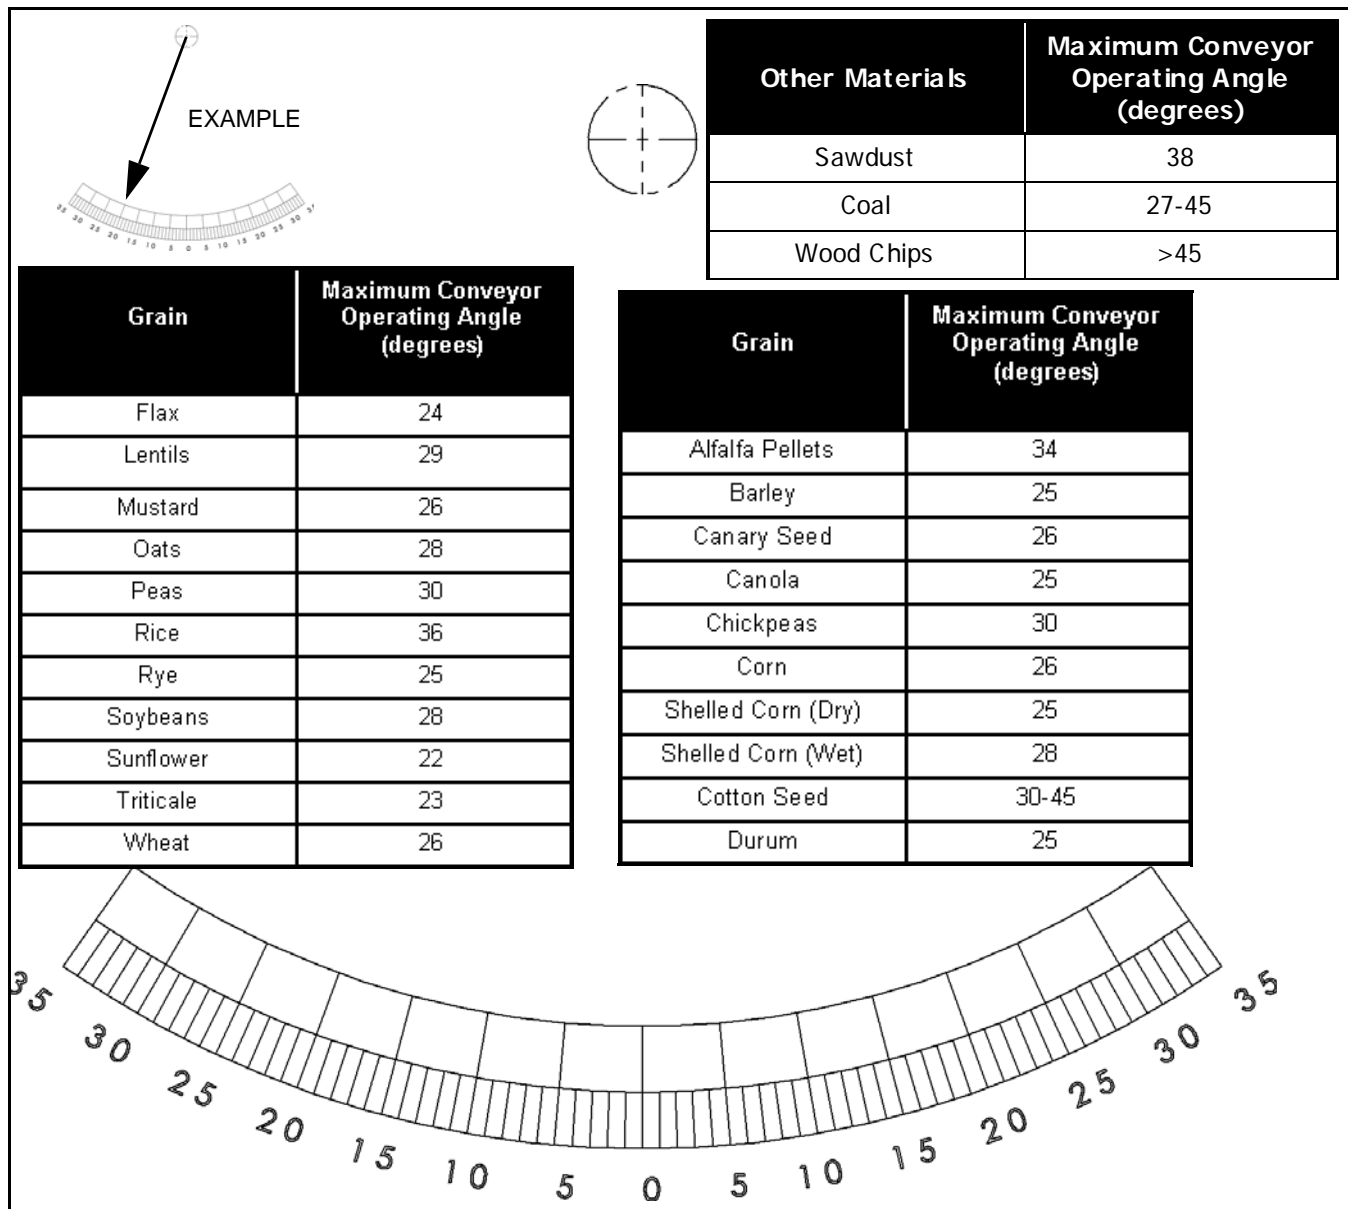 EXAMPLE
35 30 25 20 15 10 5 0 5 10 15 20 25 30 35
Other Materials Maximum Conveyor Operating Angle (degrees)
Sawdust 38
Coal 27-45
Wood Chips >45
Grain Maximum Conveyor Operating Angle (degrees)
Flax 24
Lentils 29
Mustard 26
Oats 28
Peas 30
Rice 36
Rye 25
Soybeans 28
Sunflower 22
Triticale 23
Wheat 26
Grain Maximum Conveyor Operating Angle (degrees)
Alfalfa Pellets 34
Barley 25
Canary Seed 26
Canola 25
Chickpeas 30
Corn 26
Shelled Corn (Dry) 25
Shelled Corn (Wet) 28
Cotton Seed 30-45
Durum 25
35 30 25 20 15 10 5 0 5 10 15 20 25 30 35